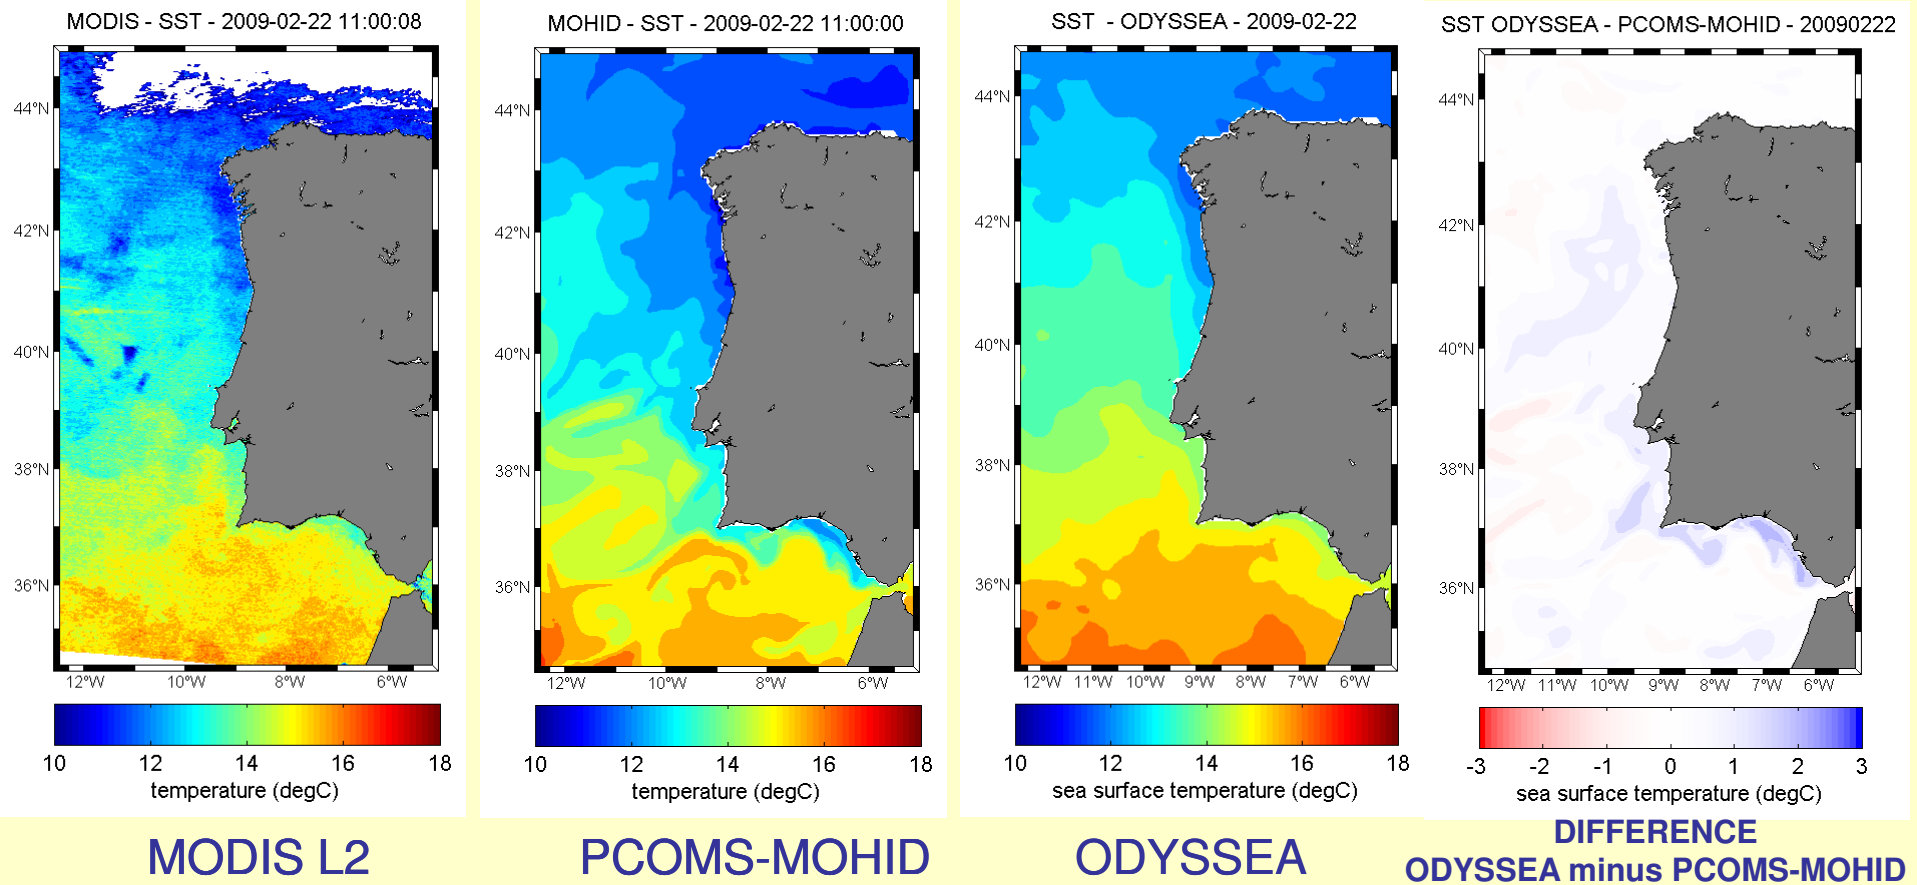 MODIS - SST - 2009-02-22 11:00:08
44°N
42°N
40°N
38°N
36°N
12°W 10°W 8°W 6°W
10 12 14 16 18
temperature (degC)
MODIS L2
MOHID - SST - 2009-02-22 11:00:00
44°N
42°N
40°N
38°N
36°N
12°W 10°W 8°W 6°W
10 12 14 16 18
temperature (degC)
PCOMS-MOHID
SST - ODYSSEA - 2009-02-22
44°N
42°N
40°N
38°N
36°N
12°W 11°W 10°W 9°W 8°W 7°W 6°W
10 12 14 16 18
sea surface temperature (degC)
ODYSSEA
SST ODYSSEA - PCOMS-MOHID - 20090222
44°N
42°N
40°N
38°N
36°N
12°W 11°W 10°W 9°W 8°W 7°W 6°W
-3 -2 -1 0 1 2 3
sea surface temperature (degC)
DIFFERENCE
ODYSSEA minus PCOMS-MOHID